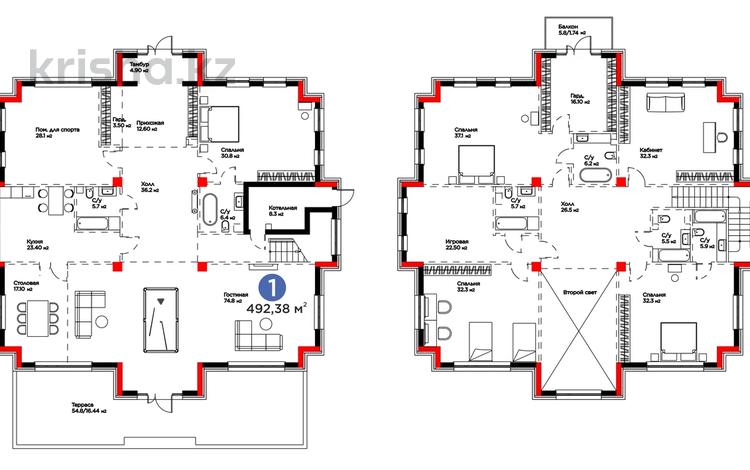 krisha.kz
Тамбур
4.90 м2
Пом. для спорта
28.1 м2
Гард.
3.50 м2
Прихожая
12.60 м2
Спальня
30.8 м2
Холл
36.2 м2
С/у
5.7 м2
С/у
6.4 м2
Котельная
8.3 м2
Кухня
23.40 м2
Столовая
17.10 м2
Гостиная
74.8 м2
1
492,38 м2
Терраса
54.8/16.44 м2
Балкон
5.8/1.74 м2
Гард.
16.10 м2
Спальня
37.1 м2
С/у
6.2 м2
Кабинет
32.3 м2
С/у
5.7 м2
Холл
26.5 м2
Игровая
22.50 м2
С/у
5.5 м2
С/у
5.9 м2
Спальня
32.3 м2
Второй свет
Спальня
32.3 м2